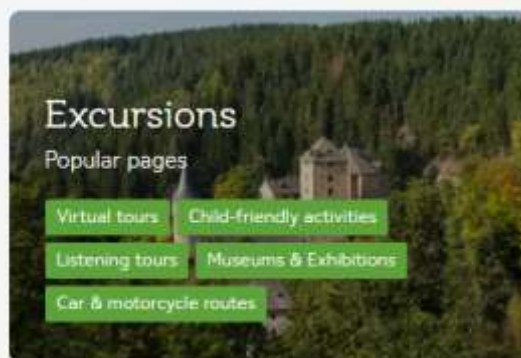 Excursions
Popular pages
Virtual tours Child-friendly activities
Listening tours Museums & Exhibitions
Car & motorcycle routes